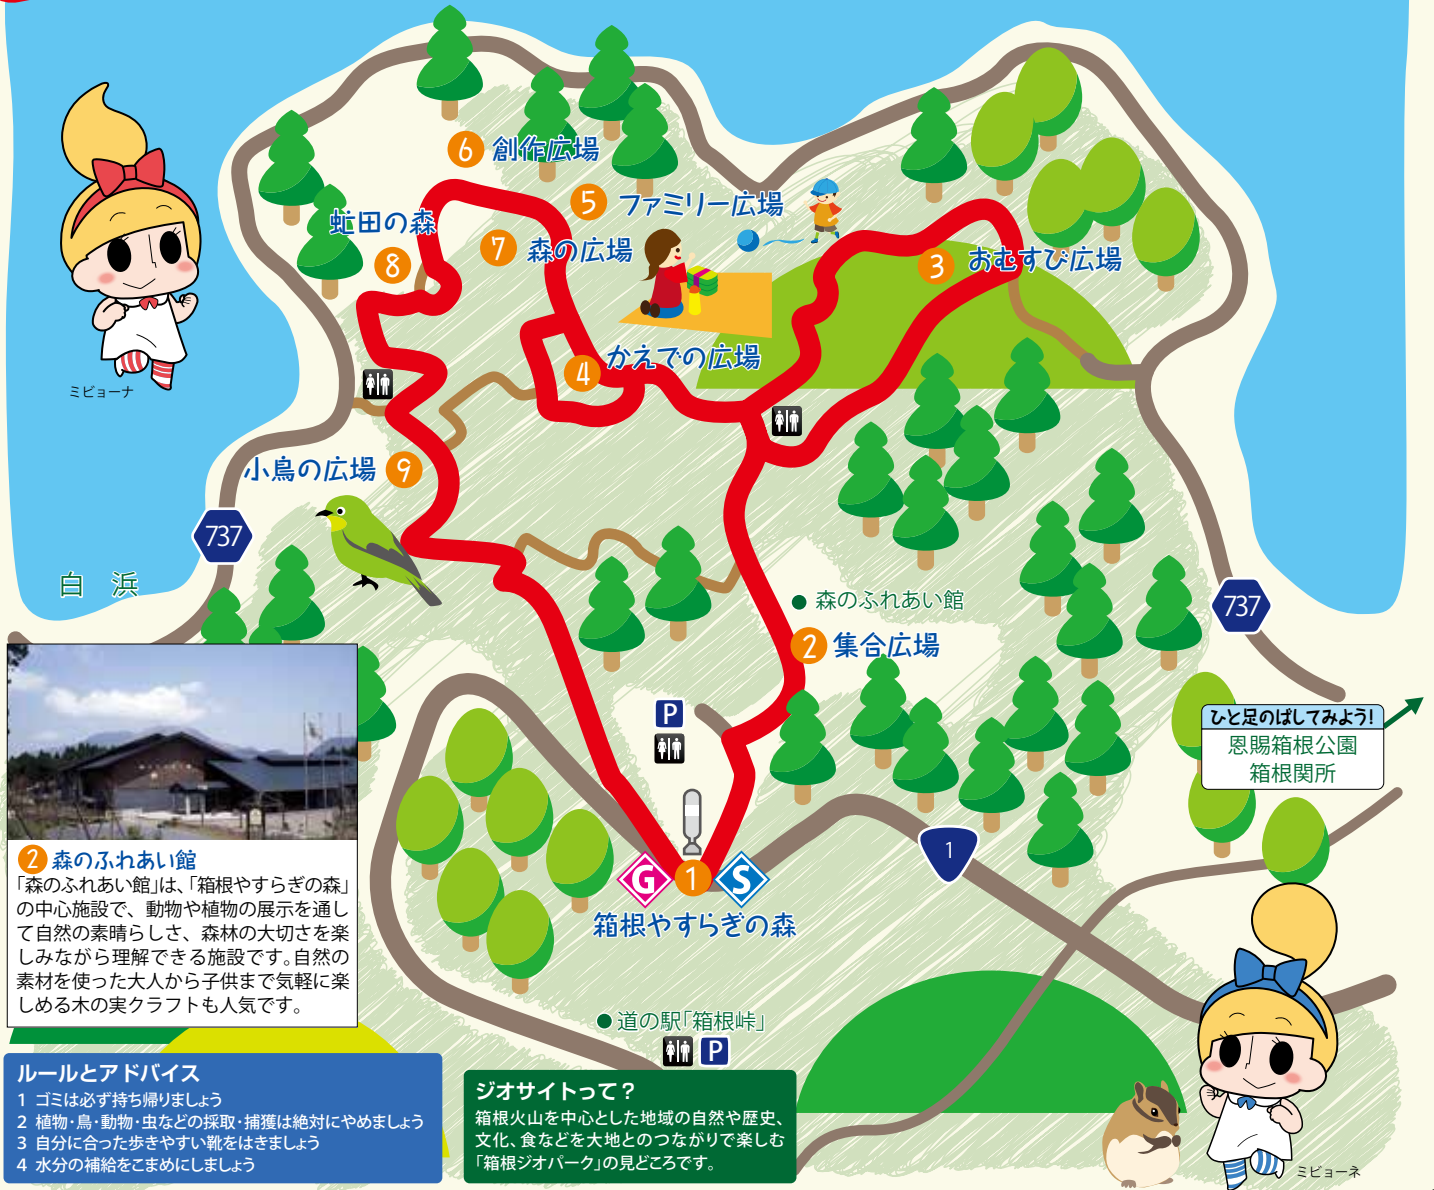 6 創作広場
5 ファミリー広場
虻田の森
8
7 森の広場
3 おむすび広場
4 かえでの広場
ミビョーナ
小鳥の広場 9
737
白 浜
森のふれあい館
737
2 集合広場
P
ひと足のばしてみよう!
恩賜箱根公園
箱根関所
1
G 1 S
箱根やすらぎの森
2 森のふれあい館
「森のふれあい館」は、「箱根やすらぎの森」
の中心施設で、動物や植物の展示を通し
て自然の素晴らしさ、森林の大切さを楽
しみながら理解できる施設です。自然の
素材を使った大人から子供まで気軽に楽
しめる木の実クラフトも人気です。
道の駅「箱根峠」
P
ルールとアドバイス
1 ゴミは必ず持ち帰りましょう
2 植物・鳥・動物・虫などの採取・捕獲は絶対にやめましょう
3 自分に合った歩きやすい靴をはきましょう
4 水分の補給をこまめにしましょう
ジオサイトって？
箱根火山を中心とした地域の自然や歴史、
文化、食などを大地とのつながりで楽しむ
「箱根ジオパーク」の見どころです。
ミビョーネ